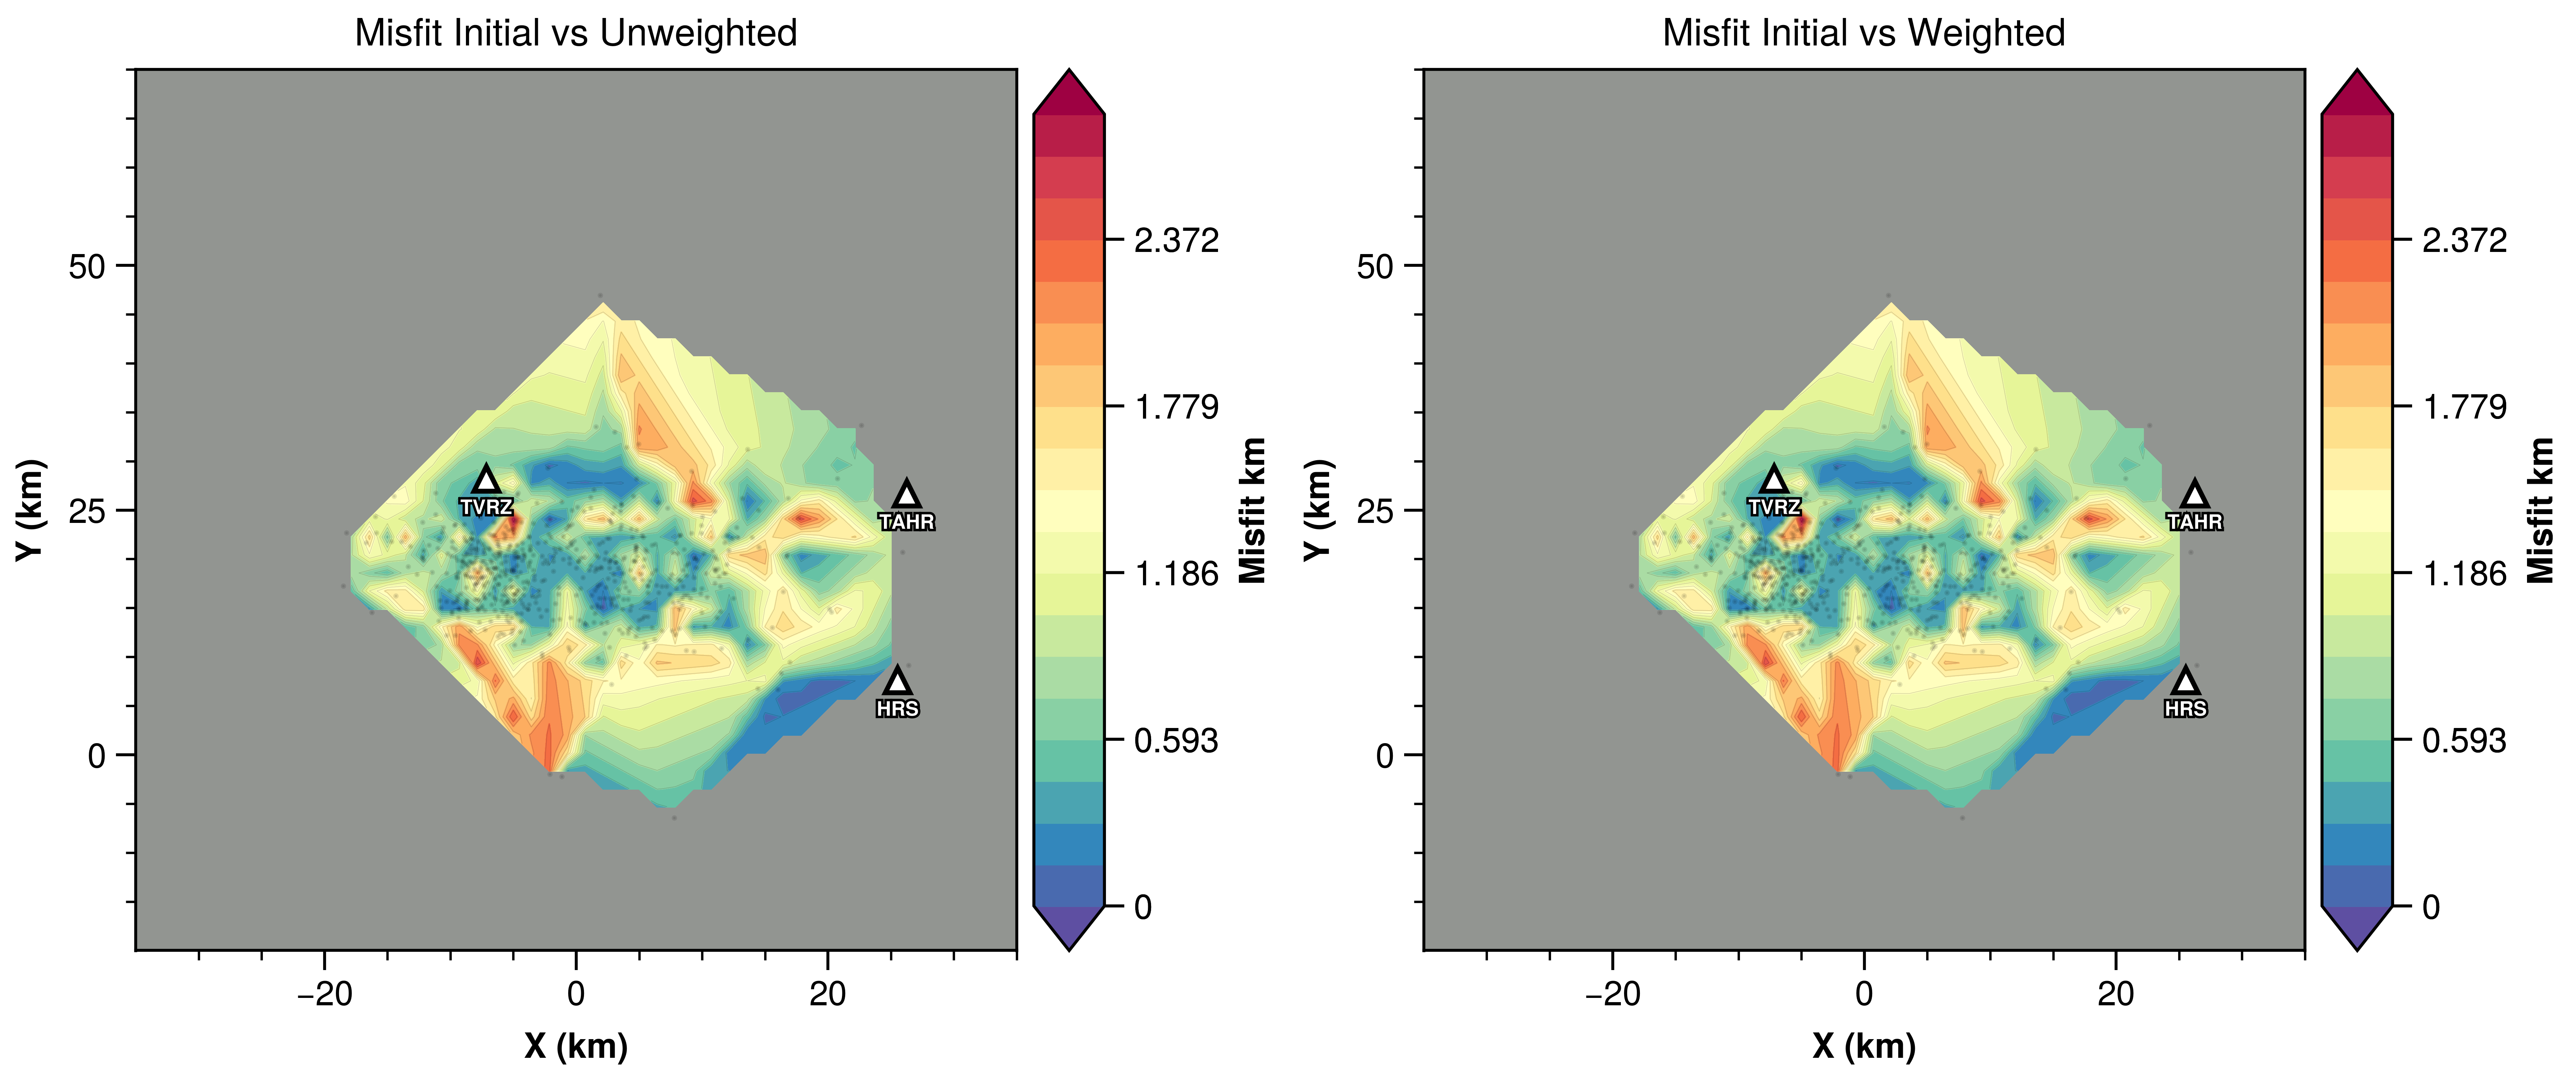 Misfit Initial vs Unweighted
Y (km)
50
25
0
−20
0
20
X (km)
TVRZ
TAHR
HRS
2.372
1.779
1.186
0.593
0
Misfit km
Misfit Initial vs Weighted
Y (km)
50
25
0
−20
0
20
X (km)
TVRZ
TAHR
HRS
2.372
1.779
1.186
0.593
0
Misfit km